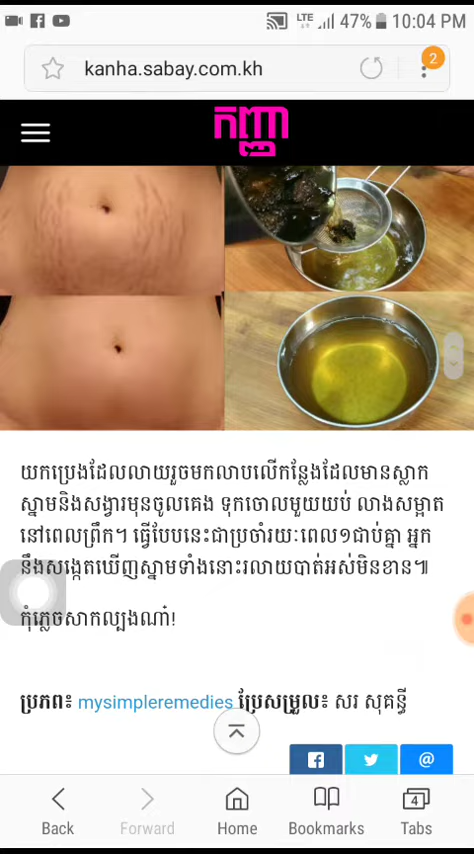 LTE 47% 10:04 PM
kanha.sabay.com.kh
2
កញ្ញា
យកប្រេងដែលលាយរួចមកលាបលើកន្លែងដែលមានស្លាក
ស្នាមនិងសង្វារមុនចូលគេង ទុកចោលមួយយប់ លាងសម្អាត
នៅពេលព្រឹក។ ធ្វើបែបនេះជាប្រចាំរយៈពេល១ជាប់គ្នា អ្នក
នឹងសង្កេតឃើញស្នាមទាំងនោះរលាយបាត់អស់មិនខាន៕
កុំភ្លេចសាកល្បងណា៎!
ប្រភព៖ mysimpleremedies ប្រែសម្រួល៖ សរ សុគន្ធី
Back Forward Home Bookmarks 4 Tabs